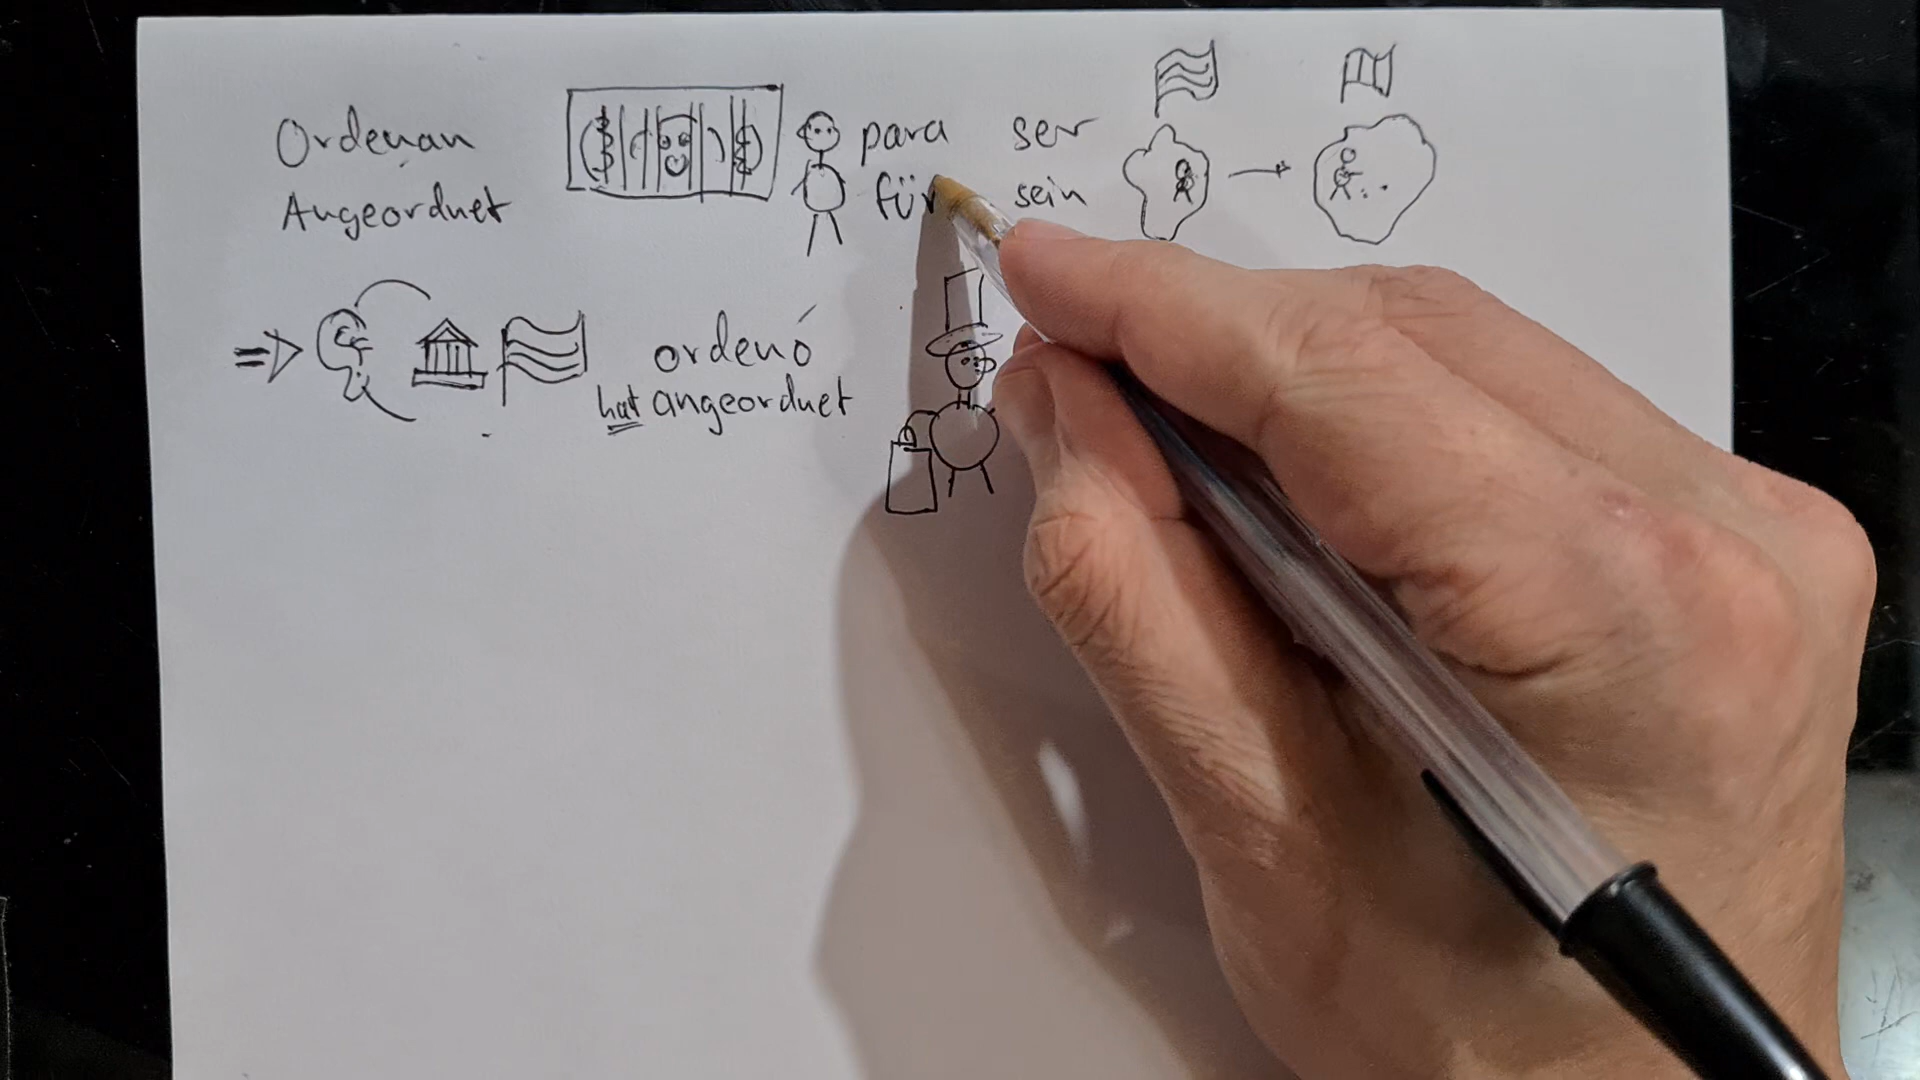 Ordenan para ser
Angeordnet für sein
ordenó
hat angeordnet